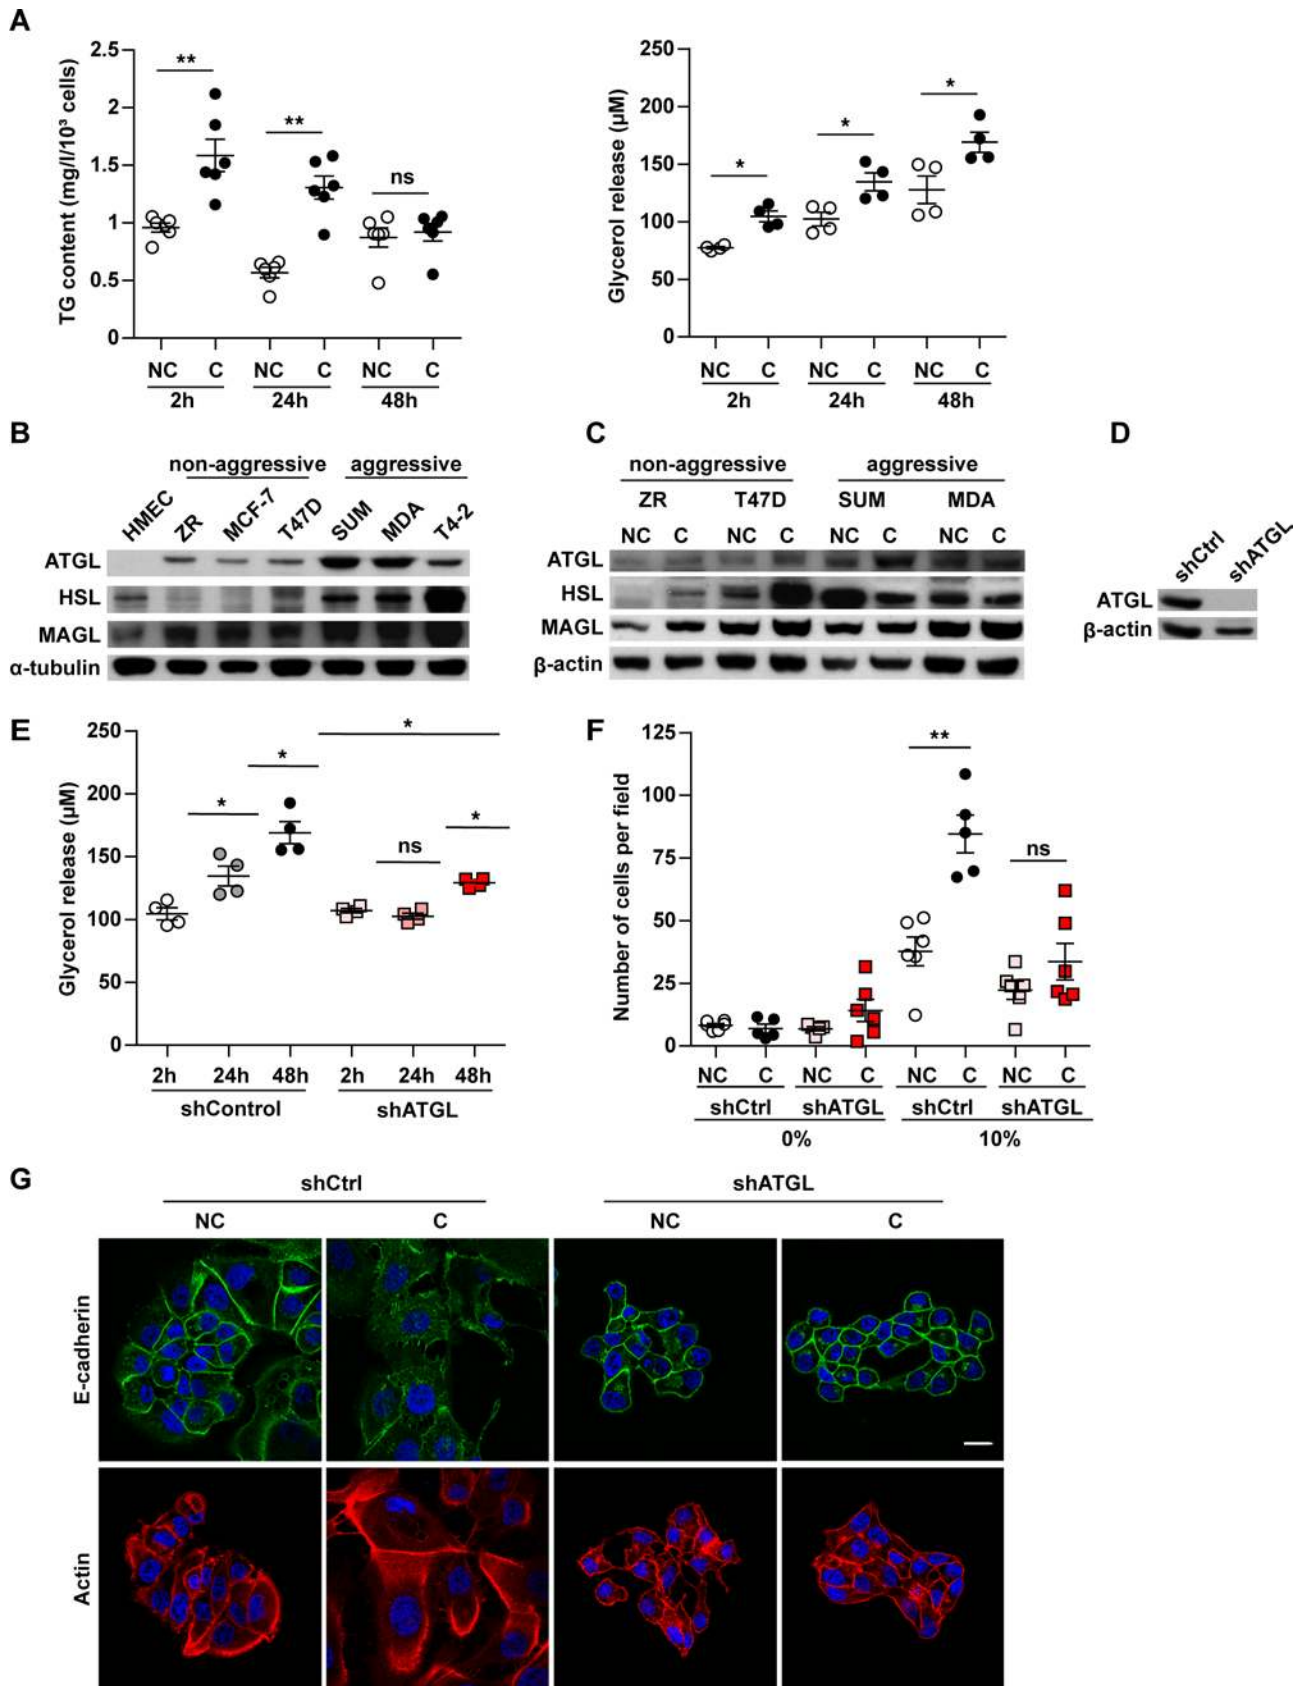 A
TG content (mg/l/10³ cells)
2.5
2
1.5
1
0.5
0
**
**
ns
NC C NC C NC C
2h 24h 48h
Glycerol release (µM)
250
200
150
100
50
0
*
*
*
NC C NC C NC C
2h 24h 48h
B
non-aggressive aggressive
HMEC ZR MCF-7 T47D SUM MDA T4-2
ATGL
HSL
MAGL
α-tubulin
C
non-aggressive aggressive
ZR T47D SUM MDA
NC C NC C NC C NC C
ATGL
HSL
MAGL
β-actin
D
shCtrl shATGL
ATGL
β-actin
E
Glycerol release (µM)
250
200
150
100
50
0
*
*
*
ns
*
2h 24h 48h 2h 24h 48h
shControl shATGL
F
Number of cells per field
125
100
75
50
25
0
**
ns
NC C NC C NC C NC C
shCtrl shATGL shCtrl shATGL
0% 10%
G
shCtrl shATGL
NC C NC C
E-cadherin
Actin